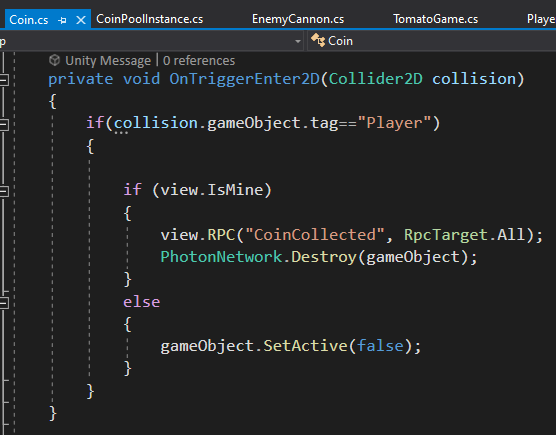 Coin.cs CoinPoolInstance.cs EnemyCannon.cs TomatoGame.cs Playe
p Coin
Unity Message | 0 references
private void OnTriggerEnter2D(Collider2D collision)
{
if(collision.gameObject.tag=="Player")
{
if (view.IsMine)
{
view.RPC("CoinCollected", RpcTarget.All);
PhotonNetwork.Destroy(gameObject);
}
else
{
gameObject.SetActive(false);
}
}
}